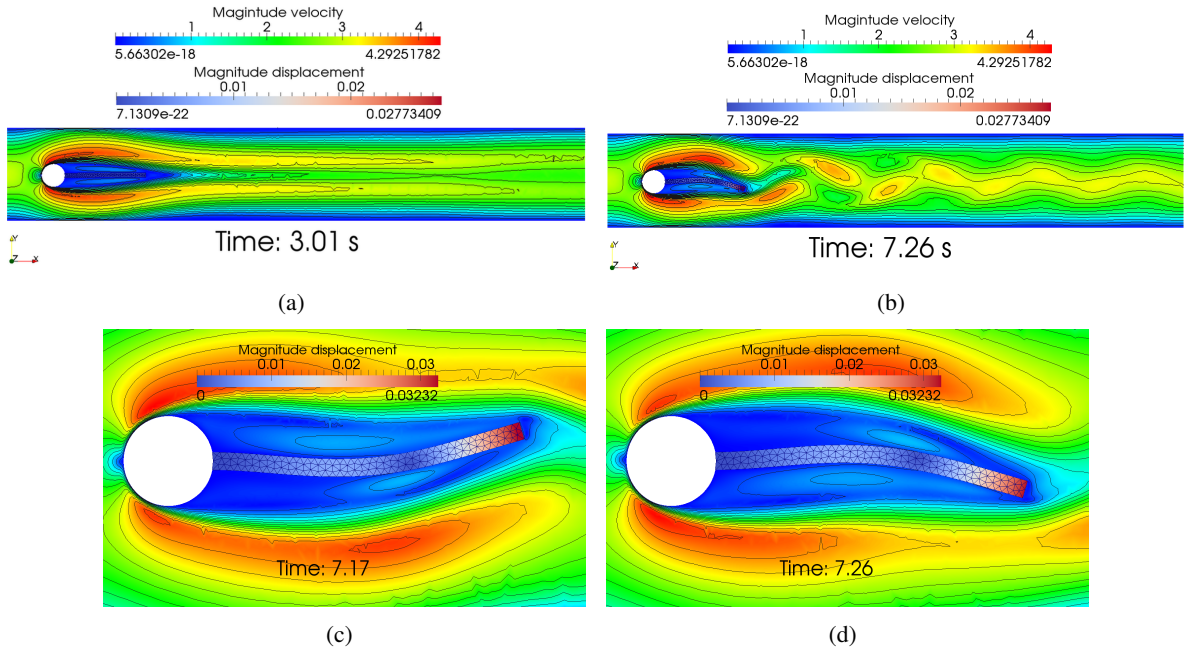 Magintude velocity
1 2 3 4
5.66302e-18 4.29251782
Magnitude displacement
0.01 0.02
7.1309e-22 0.02773409
Time: 3.01 s
Y
Z X
(a)
Magintude velocity
1 2 3 4
5.66302e-18 4.29251782
Magnitude displacement
0.01 0.02
7.1309e-22 0.02773409
Time: 7.26 s
Y
Z X
(b)
Magnitude displacement
0.01 0.02 0.03
0 0.03232
Time: 7.17
(c)
Magnitude displacement
0.01 0.02 0.03
0 0.03232
Time: 7.26
(d)